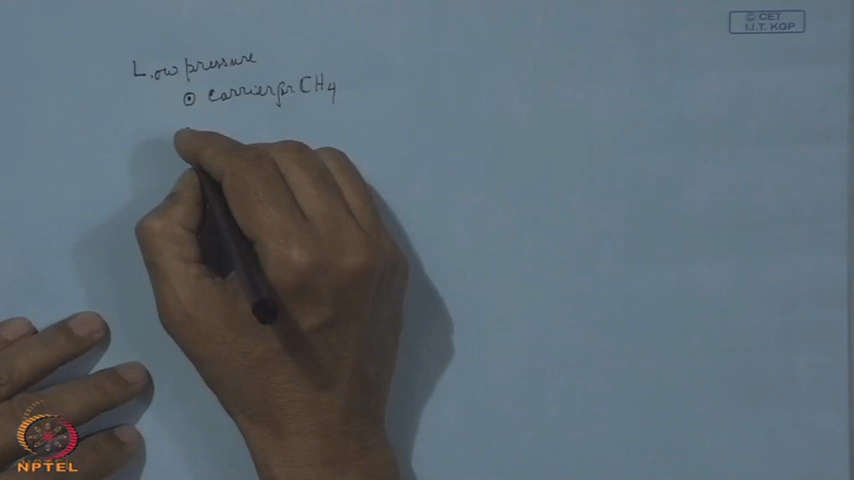 © CET
I.I.T. KGP
Low pressure
carrier for CH4
NPTEL